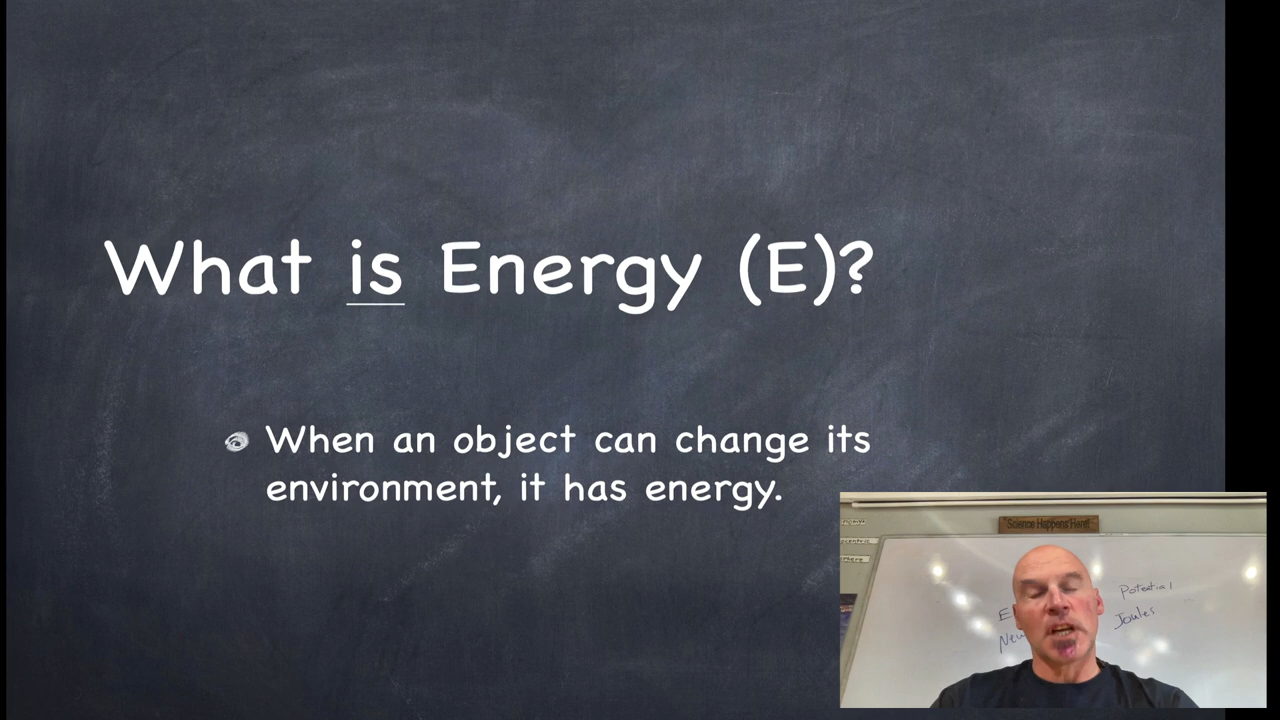 What is Energy (E)?
When an object can change its
environment, it has energy.
"Science Happens Here!"
Potential
Joules